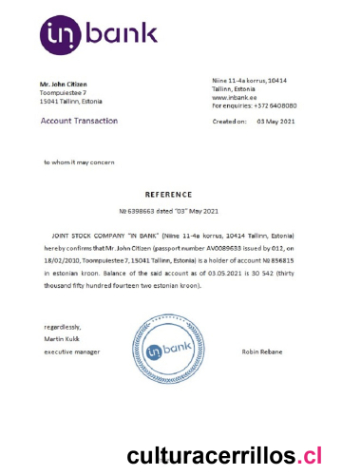 in bank
Mr. John Citizen
Toompuiestee 7
15041 Tallinn, Estonia
Niine 11-4a korrus, 10414
Tallinn, Estonia
www.inbank.ee
For enquiries: +372 6408080
Account Transaction
Created on: 03 May 2021
to whom it may concern
REFERENCE
№ 6398663 dated "03" May 2021
JOINT STOCK COMPANY "IN BANK" (Niine 11-4a korrus, 10414 Tallinn, Estonia)
hereby confirms that Mr. John Citizen (passport number AV0089633 issued by 012, on
18/02/2010, Toompuiestee 7, 15041 Tallinn, Estonia) is a holder of account № 856815
in estonian kroon. Balance of the said account as of 03.05.2021 is 30 542 (thirty
thousand fifty hundred fourteen two estonian kroon).
regardlessly,
Martin Kukk
executive manager
in bank
Robin Rebane
culturacerrillos.cl